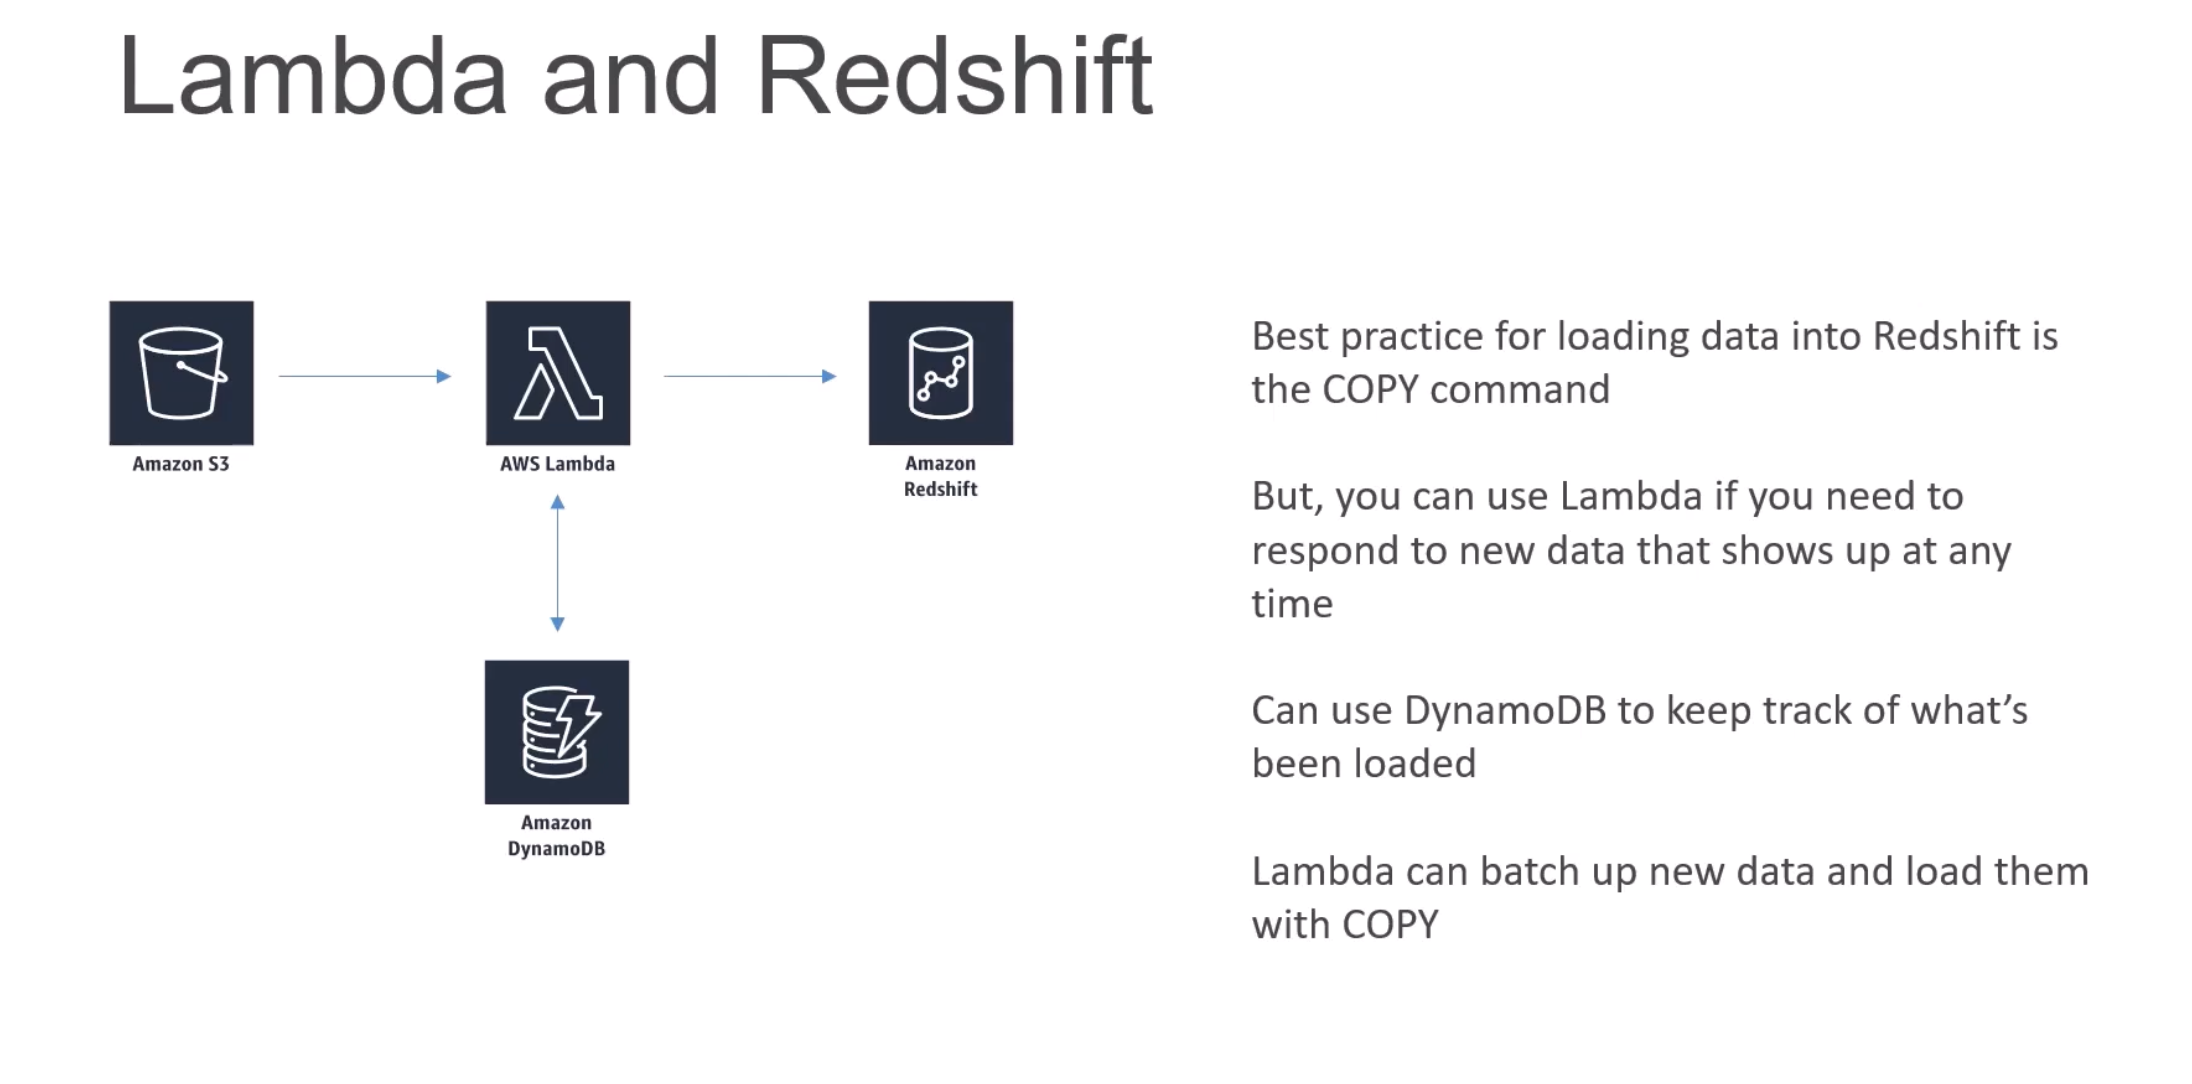 Lambda and Redshift
Amazon S3
AWS Lambda
Amazon
Redshift
Amazon
DynamoDB
Best practice for loading data into Redshift is
the COPY command
But, you can use Lambda if you need to
respond to new data that shows up at any
time
Can use DynamoDB to keep track of what’s
been loaded
Lambda can batch up new data and load them
with COPY